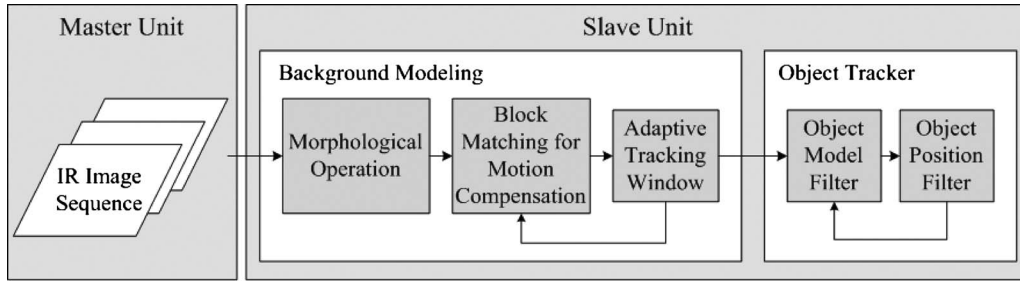 Master Unit
IR Image
Sequence
Slave Unit
Background Modeling
Morphological
Operation
Block
Matching for
Motion
Compensation
Adaptive
Tracking
Window
Object Tracker
Object
Model
Filter
Object
Position
Filter